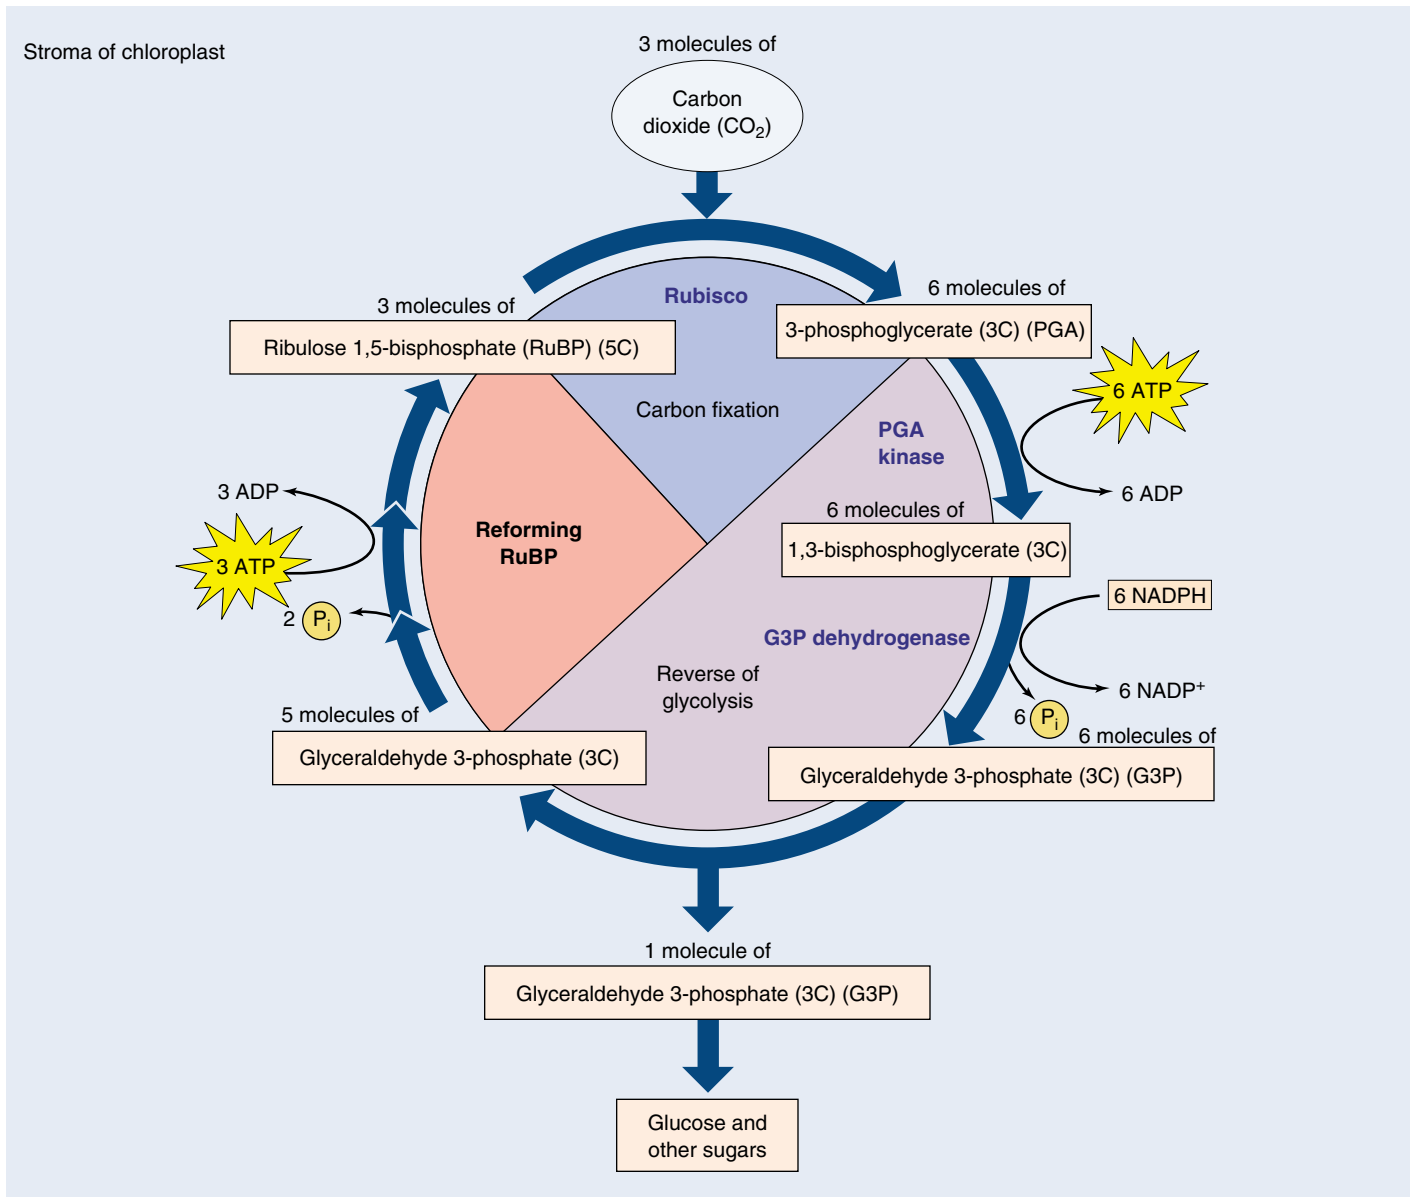 Stroma of chloroplast
3 molecules of
Carbon
dioxide (CO₂)
Rubisco
3 molecules of
Ribulose 1,5-bisphosphate (RuBP) (5C)
6 molecules of
3-phosphoglycerate (3C) (PGA)
Carbon fixation
6 ATP
PGA
kinase
6 ADP
6 molecules of
1,3-bisphosphoglycerate (3C)
3 ADP
3 ATP
2 Pᵢ
Reforming
RuBP
6 NADPH
G3P dehydrogenase
Reverse of
glycolysis
6 NADP⁺
6 Pᵢ
5 molecules of
Glyceraldehyde 3-phosphate (3C)
6 molecules of
Glyceraldehyde 3-phosphate (3C) (G3P)
1 molecule of
Glyceraldehyde 3-phosphate (3C) (G3P)
Glucose and
other sugars